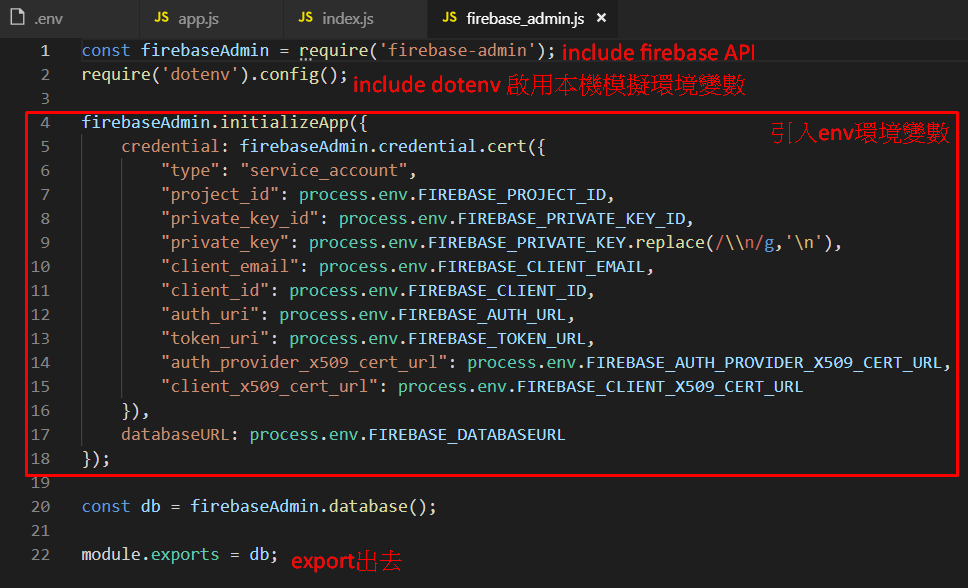 .env
JS app.js
JS index.js
JS firebase_admin.js ×
1 const firebaseAdmin = require('firebase-admin'); include firebase API
2 require('dotenv').config(); include dotenv 啟用本機模擬環境變數
3
4 firebaseAdmin.initializeApp({
引入env環境變數
5 credential: firebaseAdmin.credential.cert({
6 "type": "service_account",
7 "project_id": process.env.FIREBASE_PROJECT_ID,
8 "private_key_id": process.env.FIREBASE_PRIVATE_KEY_ID,
9 "private_key": process.env.FIREBASE_PRIVATE_KEY.replace(/\\n/g,'\n'),
10 "client_email": process.env.FIREBASE_CLIENT_EMAIL,
11 "client_id": process.env.FIREBASE_CLIENT_ID,
12 "auth_uri": process.env.FIREBASE_AUTH_URL,
13 "token_uri": process.env.FIREBASE_TOKEN_URL,
14 "auth_provider_x509_cert_url": process.env.FIREBASE_AUTH_PROVIDER_X509_CERT_URL,
15 "client_x509_cert_url": process.env.FIREBASE_CLIENT_X509_CERT_URL
16 }),
17 databaseURL: process.env.FIREBASE_DATABASEURL
18 });
19
20 const db = firebaseAdmin.database();
21
22 module.exports = db; export出去